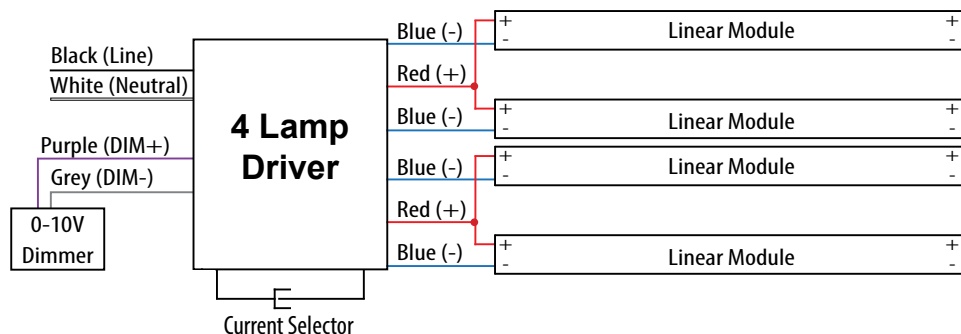 Black (Line)
White (Neutral)
Purple (DIM+)
Grey (DIM-)
0-10V
Dimmer
4 Lamp
Driver
Current Selector
Blue (-)
Red (+)
Blue (-)
Blue (-)
Red (+)
Blue (-)
+ Linear Module +
- -
+ Linear Module +
- -
+ Linear Module +
- -
+ Linear Module +
- -